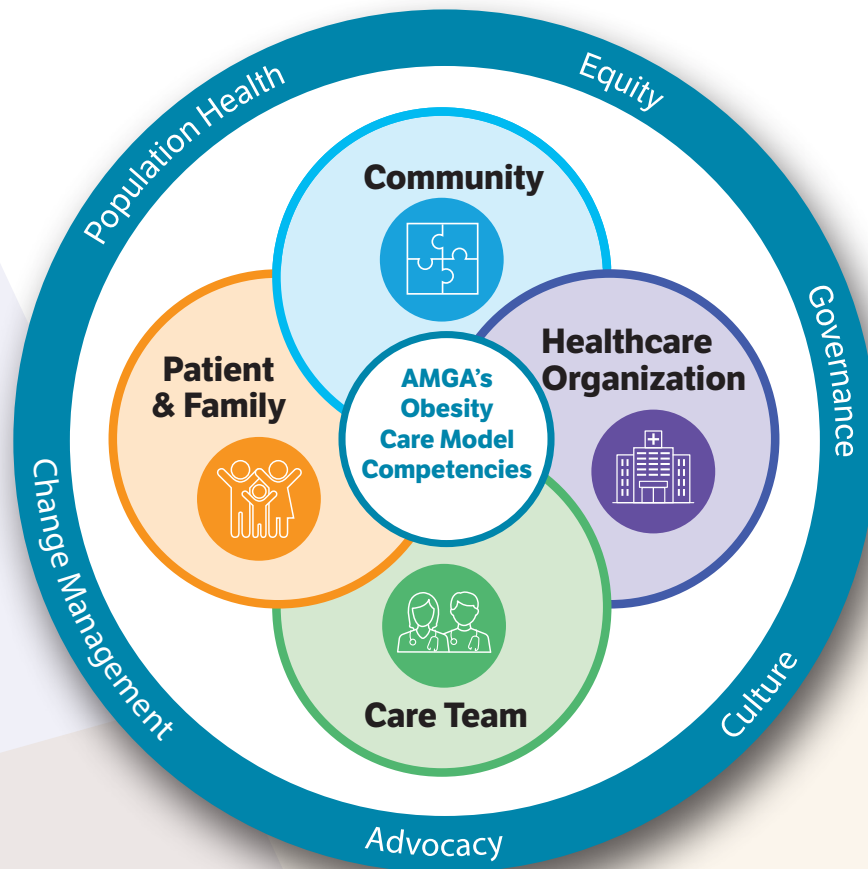 Population Health
Equity
Governance
Culture
Advocacy
Change Management
Community
Patient
& Family
Healthcare
Organization
AMGA’s
Obesity
Care Model
Competencies
Care Team